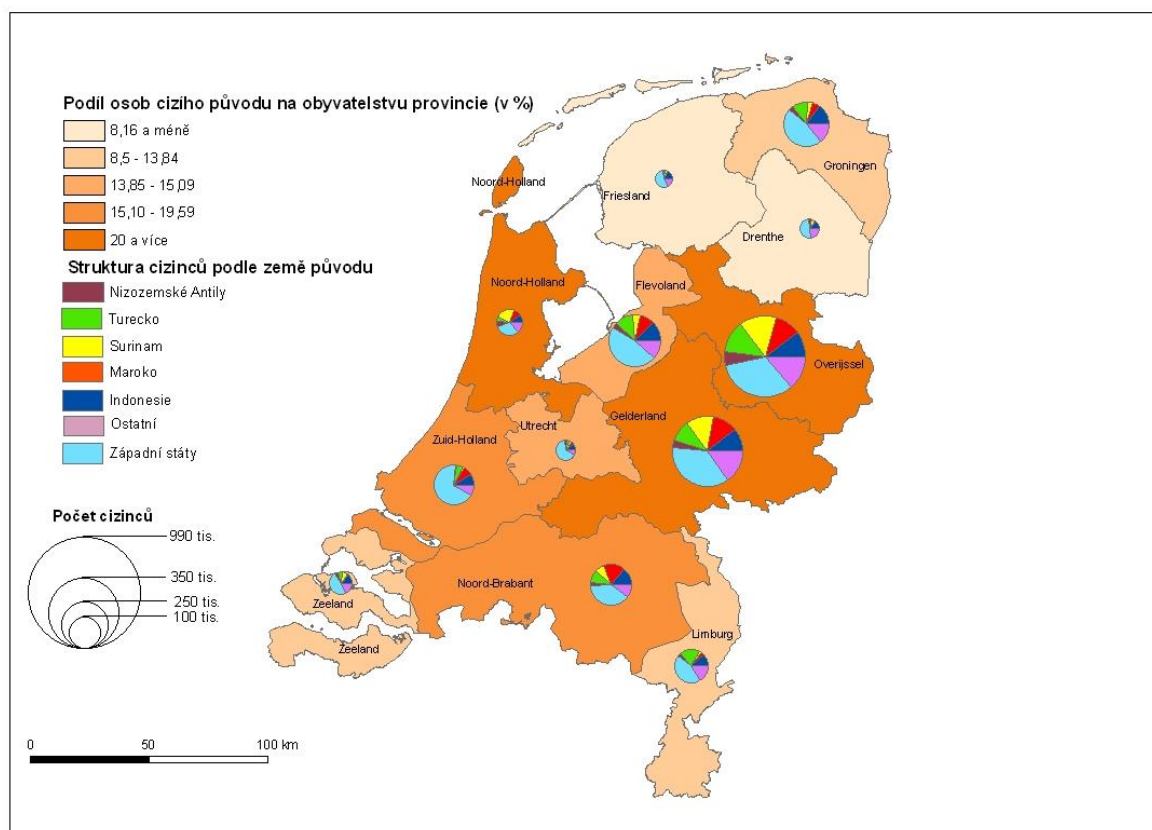 Podíl osob cizího původu na obyvatelstvu provincie (v %)
8,16 a méně
8,5 - 13,84
13,85 - 15,09
15,10 - 19,59
20 a více
Struktura cizinců podle země původu
Nizozemské Antily
Turecko
Surinam
Maroko
Indonesie
Ostatní
Západní státy
Počet cizinců
990 tis.
350 tis.
250 tis.
100 tis.
0 50 100 km
Groningen
Noord-Holland
Friesland
Drenthe
Noord-Holland
Flevoland
Overijssel
Gelderland
Utrecht
Zuid-Holland
Noord-Brabant
Zeeland
Limburg
Zeeland